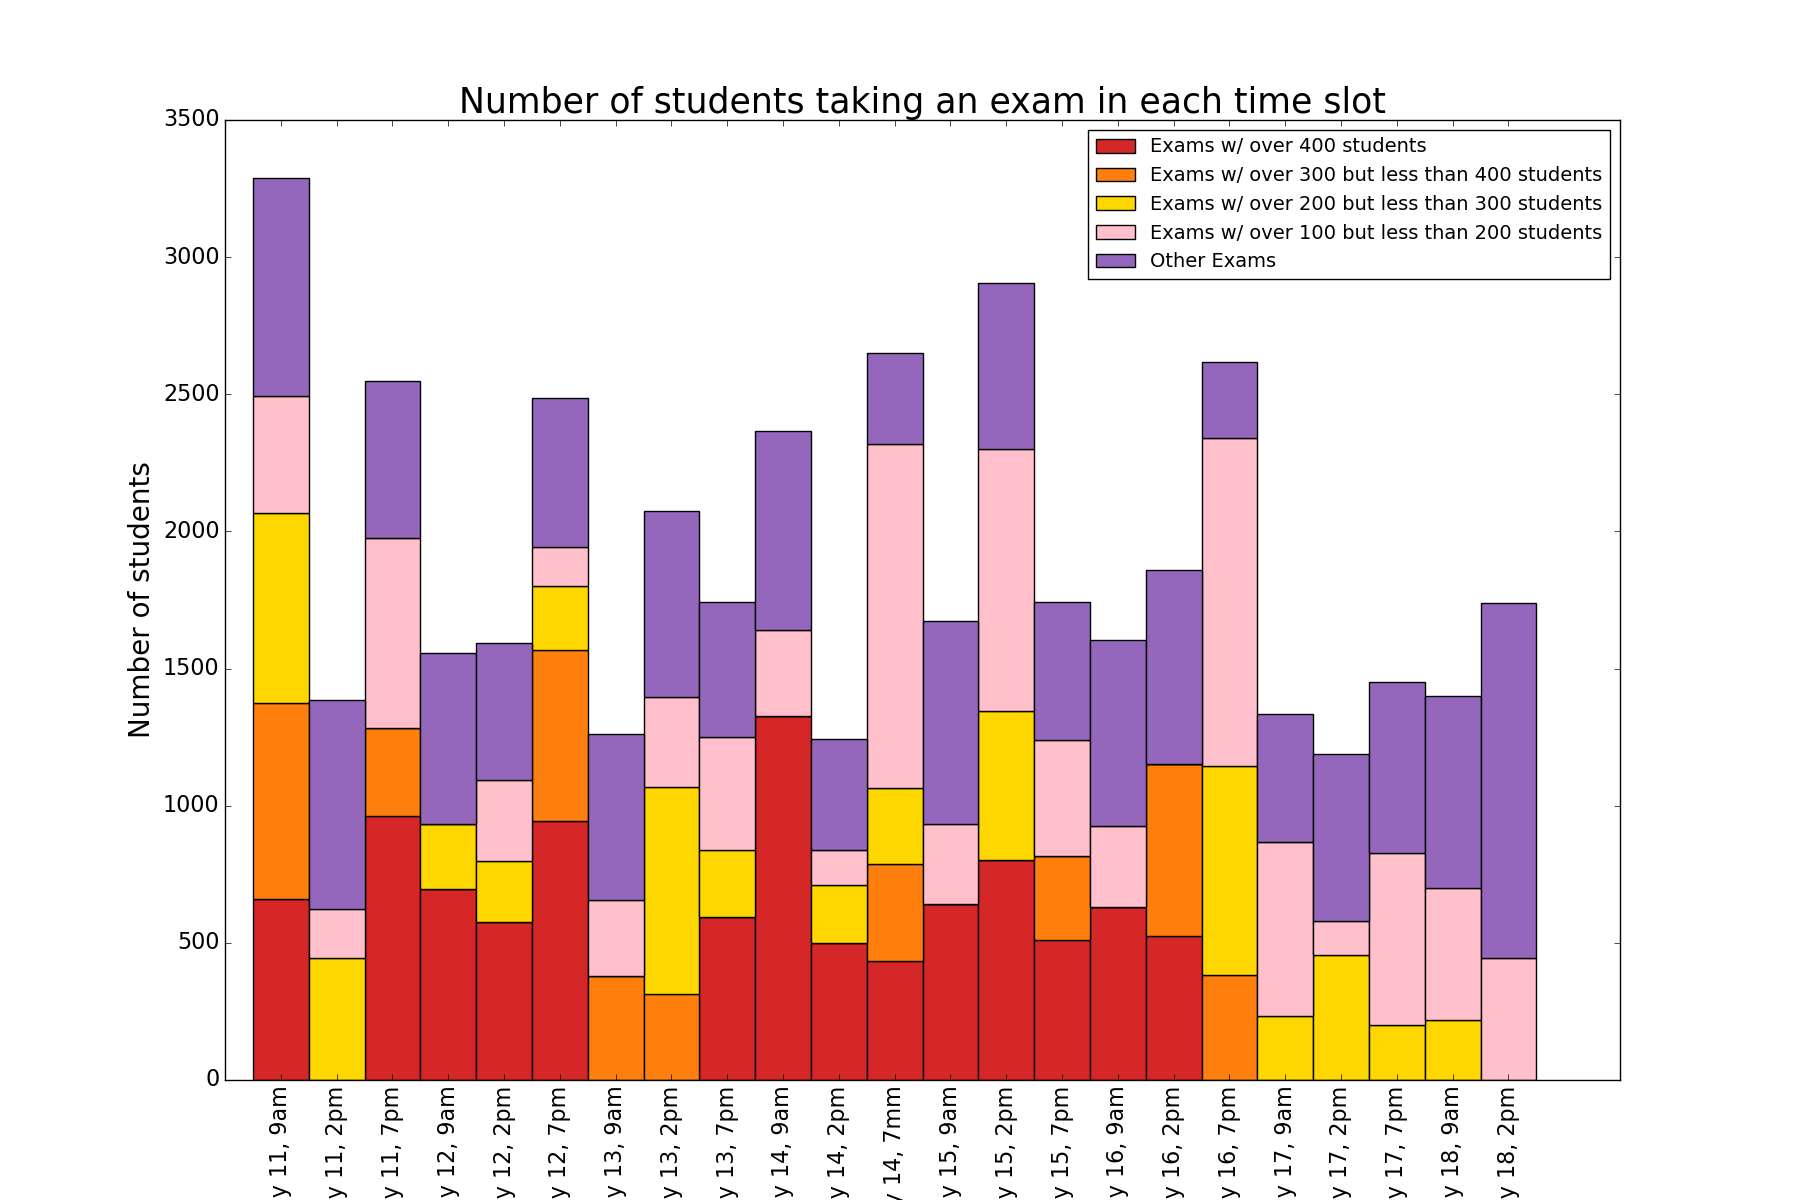 Number of students taking an exam in each time slot
Exams w/ over 400 students
Exams w/ over 300 but less than 400 students
Exams w/ over 200 but less than 300 students
Exams w/ over 100 but less than 200 students
Other Exams
Number of students
3500
3000
2500
2000
1500
1000
500
0
y 11, 9am
y 11, 2pm
y 11, 7pm
y 12, 9am
y 12, 2pm
y 12, 7pm
y 13, 9am
y 13, 2pm
y 13, 7pm
y 14, 9am
y 14, 2pm
y 14, 7mm
y 15, 9am
y 15, 2pm
y 15, 7pm
y 16, 9am
y 16, 2pm
y 16, 7pm
y 17, 9am
y 17, 2pm
y 17, 7pm
y 18, 9am
y 18, 2pm